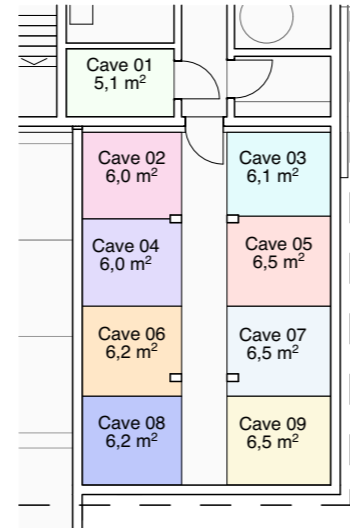 Cave 01
5,1 m²
Cave 02
6,0 m²
Cave 03
6,1 m²
Cave 04
6,0 m²
Cave 05
6,5 m²
Cave 06
6,2 m²
Cave 07
6,5 m²
Cave 08
6,2 m²
Cave 09
6,5 m²